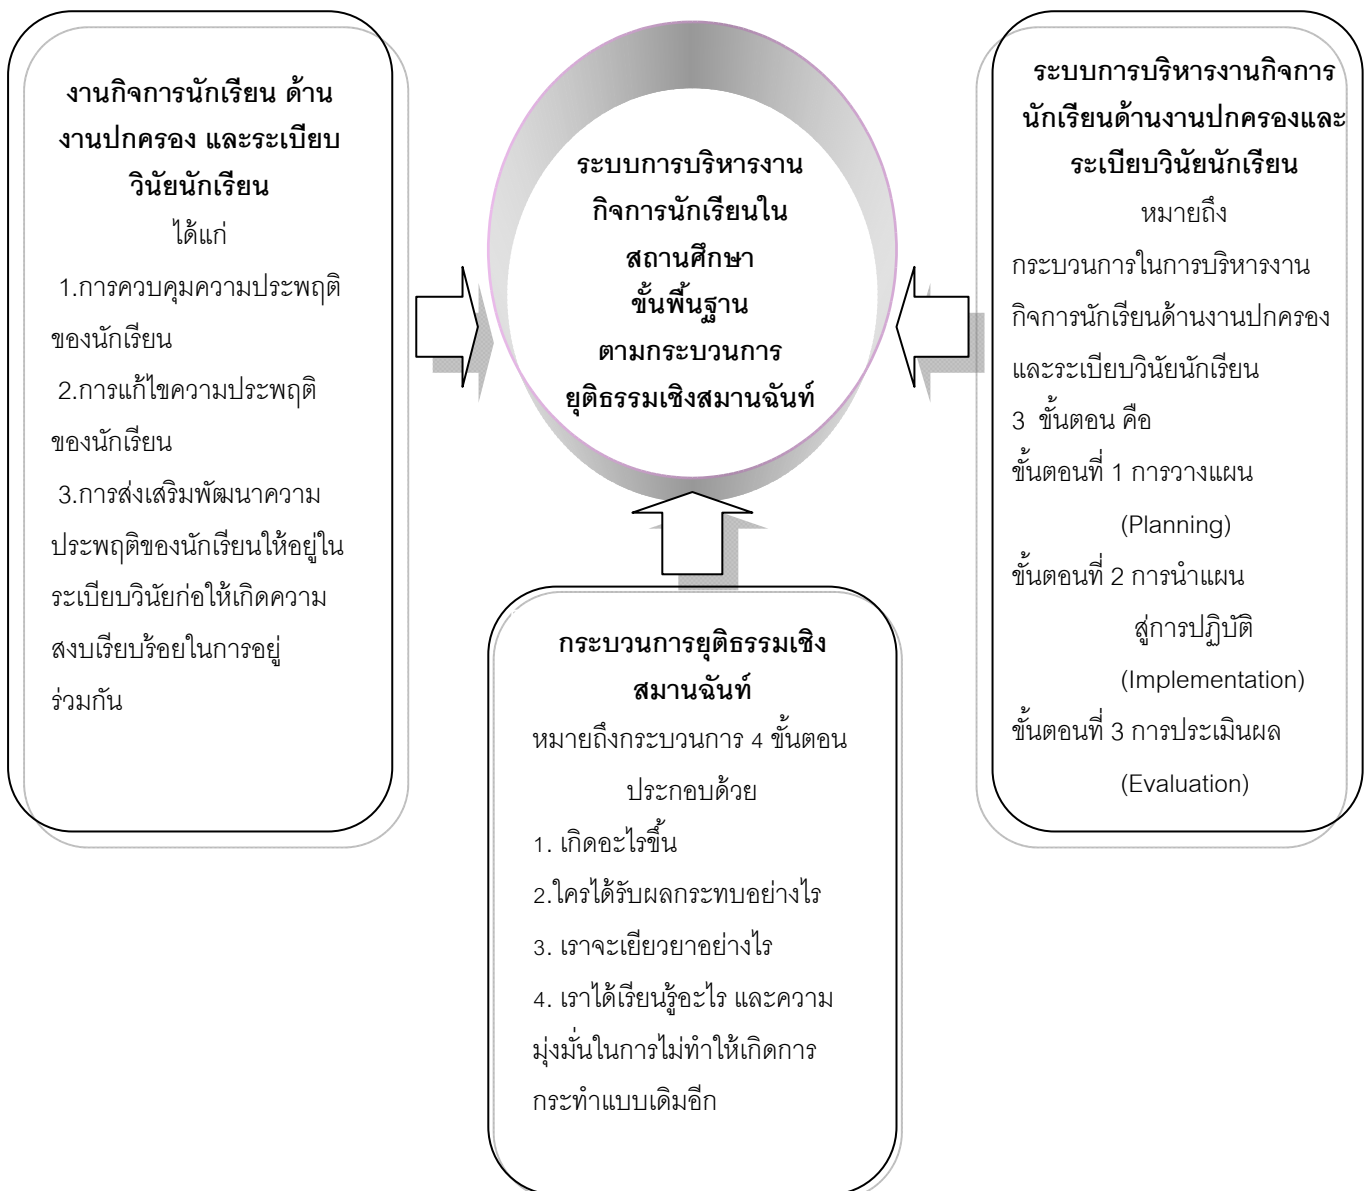 งานกิจการนักเรียน ด้าน
งานปกครอง และระเบียบ
วินัยนักเรียน
ได้แก่
1.การควบคุมความประพฤติ
ของนักเรียน
2.การแก้ไขความประพฤติ
ของนักเรียน
3.การส่งเสริมพัฒนาความ
ประพฤติของนักเรียนให้อยู่ใน
ระเบียบวินัยก่อให้เกิดความ
สงบเรียบร้อยในการอยู่
ร่วมกัน
ระบบการบริหารงาน
กิจการนักเรียนใน
สถานศึกษา
ขั้นพื้นฐาน
ตามกระบวนการ
ยุติธรรมเชิงสมานฉันท์
ระบบการบริหารงานกิจการ
นักเรียนด้านงานปกครองและ
ระเบียบวินัยนักเรียน
หมายถึง
กระบวนการในการบริหารงาน
กิจการนักเรียนด้านงานปกครอง
และระเบียบวินัยนักเรียน
3 ขั้นตอน คือ
ขั้นตอนที่ 1 การวางแผน
(Planning)
ขั้นตอนที่ 2 การนำแผน
สู่การปฏิบัติ
(Implementation)
ขั้นตอนที่ 3 การประเมินผล
(Evaluation)
กระบวนการยุติธรรมเชิง
สมานฉันท์
หมายถึงกระบวนการ 4 ขั้นตอน
ประกอบด้วย
1. เกิดอะไรขึ้น
2.ใครได้รับผลกระทบอย่างไร
3. เราจะเยียวยาอย่างไร
4. เราได้เรียนรู้อะไร และความ
มุ่งมั่นในการไม่ทำให้เกิดการ
กระทำแบบเดิมอีก